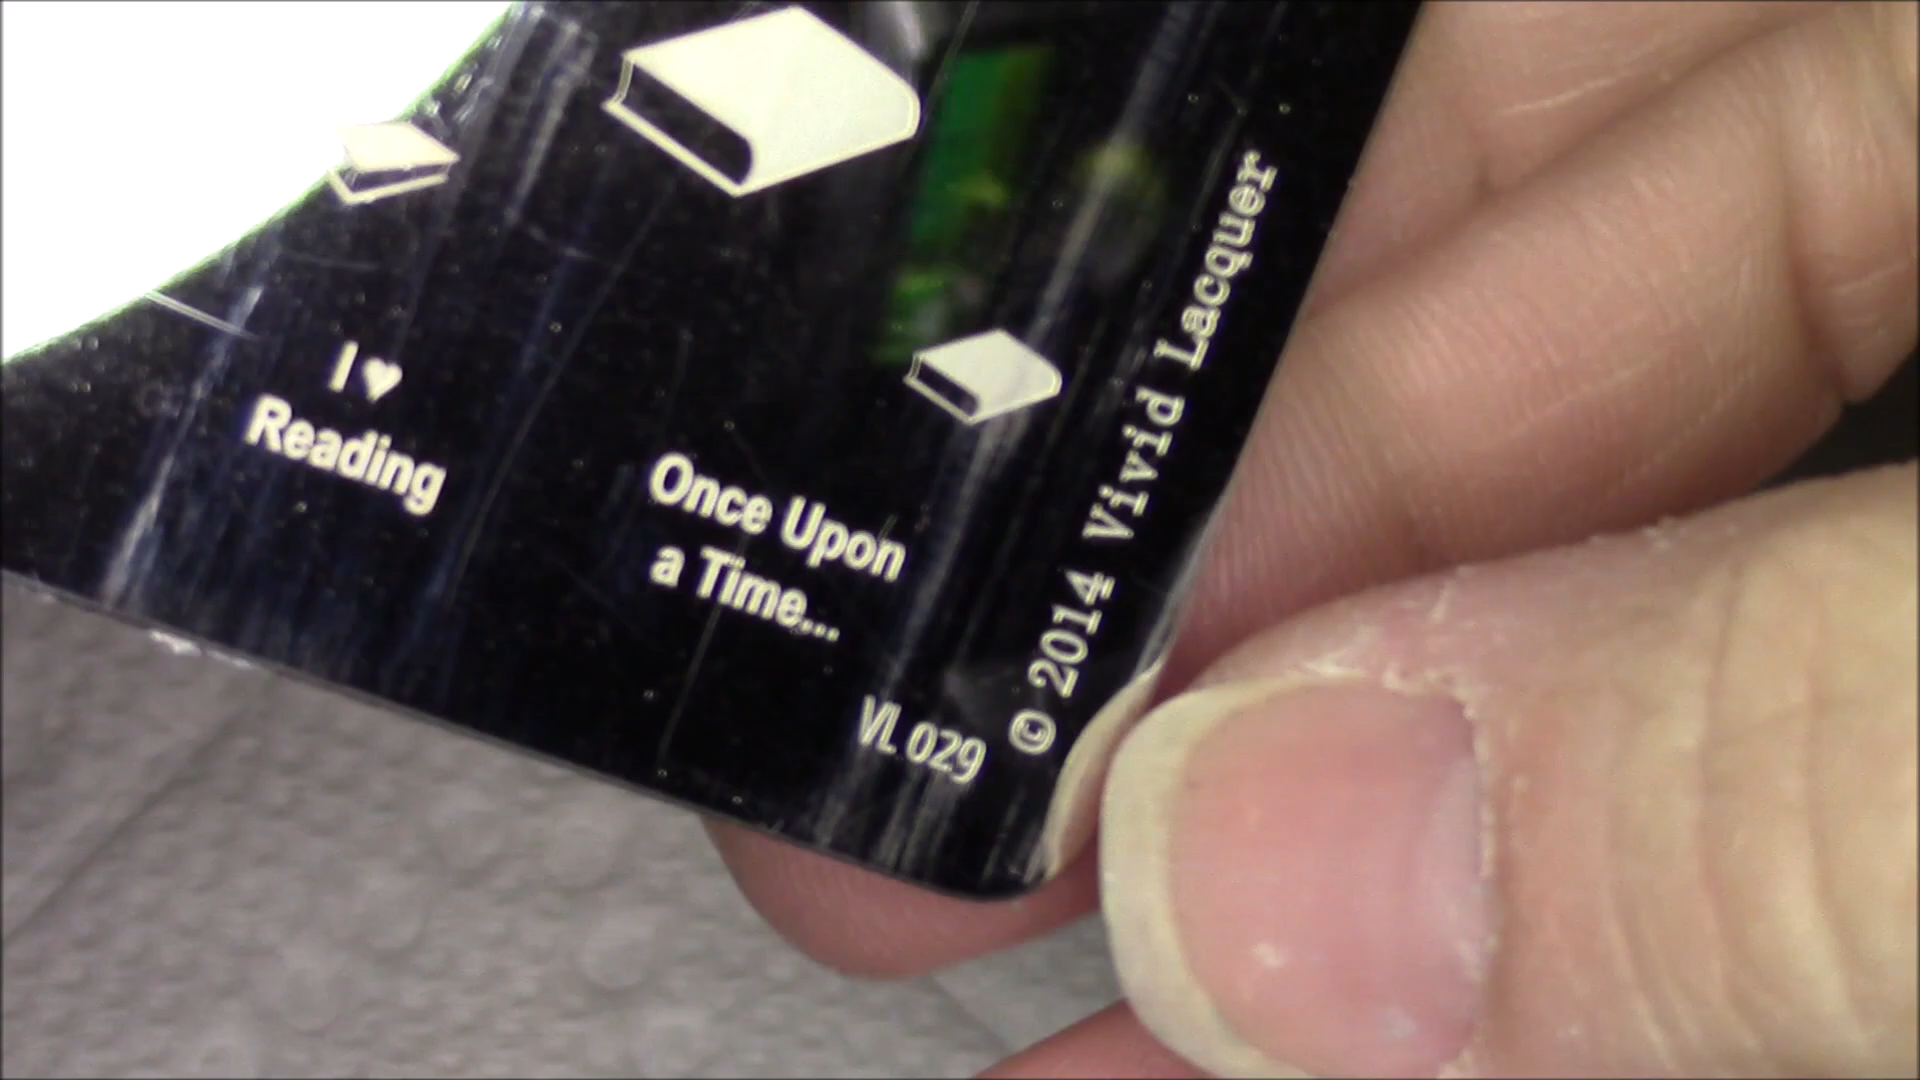 I ♥
Reading
Once Upon
a Time...
VL 029
© 2014 Vivid Lacquer